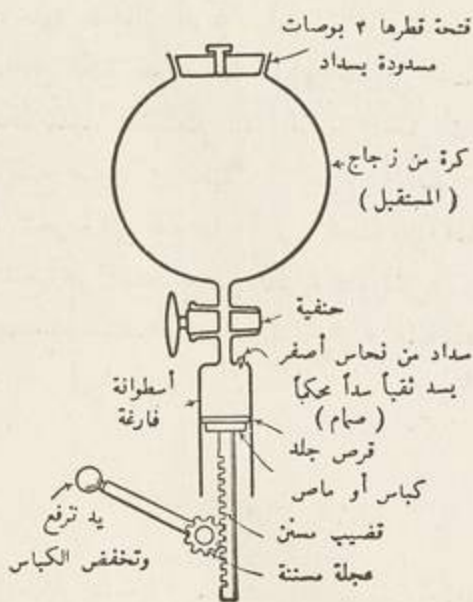 فتحة قطرها ٣ بوصات
مسدودة بسداد
كرة من زجاج
(المستقبل)
حنفية
سداد من نحاس أصفر
يسد ثقباً سداً محكماً
(صمام)
أسطوانة
فارغة
قرص جلد
كباس أو ماص
قضيب مسنن
عجلة مسننة
يد ترفع
وتخفض الكباس